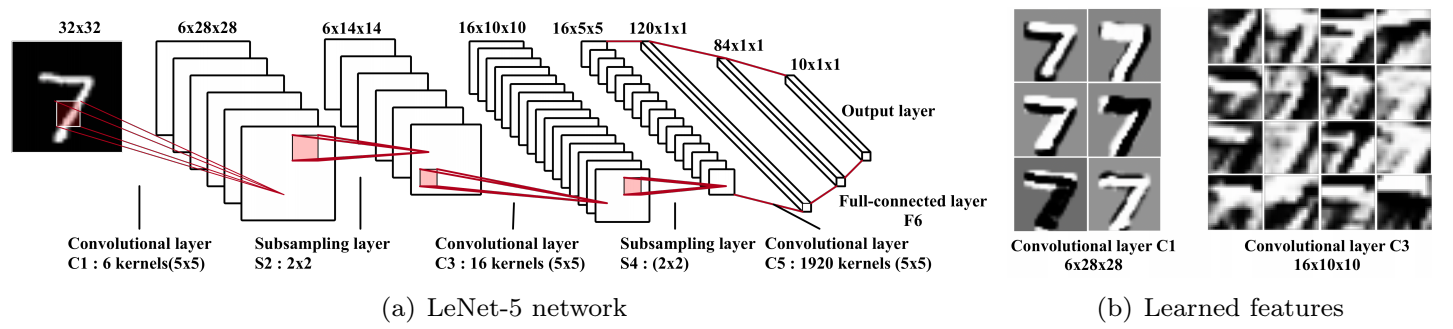 32x32
6x28x28
6x14x14
16x10x10
16x5x5
120x1x1
84x1x1
10x1x1
Output layer
Full-connected layer
F6
Convolutional layer
C1 : 6 kernels(5x5)
Subsampling layer
S2 : 2x2
Convolutional layer
C3 : 16 kernels (5x5)
Subsampling layer
S4 : (2x2)
Convolutional layer
C5 : 1920 kernels (5x5)
(a) LeNet-5 network
Convolutional layer C1
6x28x28
Convolutional layer C3
16x10x10
(b) Learned features